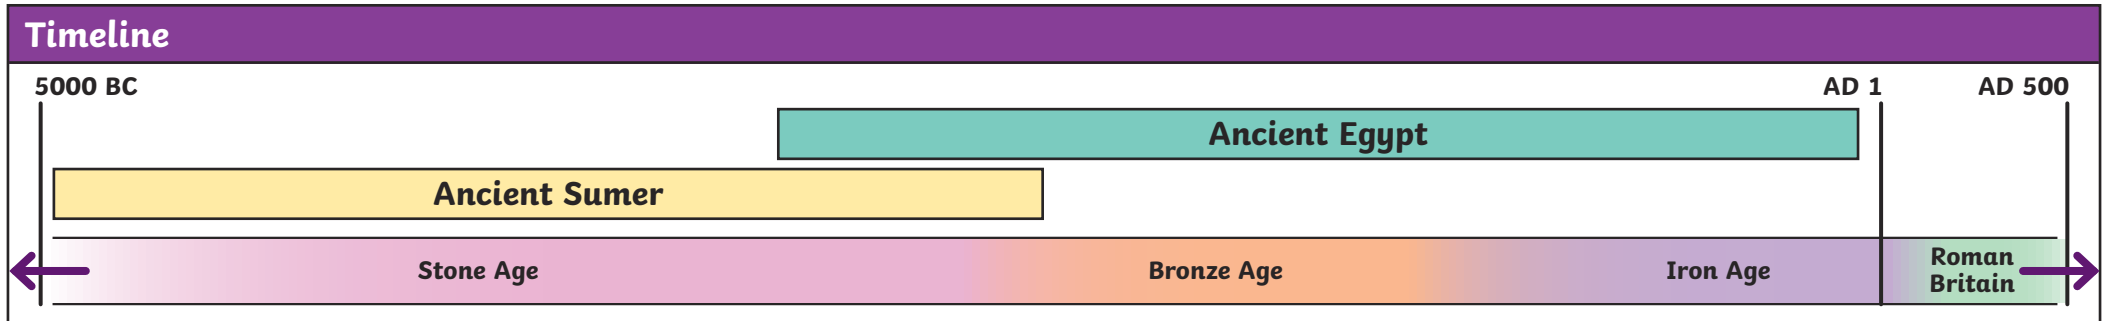 Timeline
5000 BC
AD 1
AD 500
Ancient Egypt
Ancient Sumer
Stone Age
Bronze Age
Iron Age
Roman
Britain